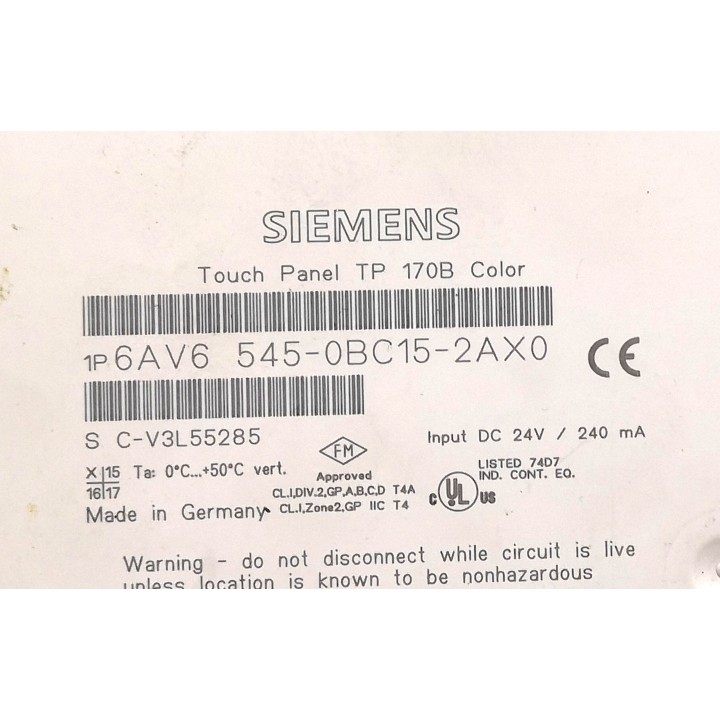 SIEMENS
Touch Panel TP 170B Color
1P 6AV6 545-0BC15-2AX0
CE
S C-V3L55285
Input DC 24V / 240 mA
FM
X 15
16 17
Ta: 0°C...+50°C vert.
Approved
CL.I,DIV.2,GP,A,B,C,D T4A
CL.I,Zone2,GP IIC T4
LISTED 74D7
IND. CONT. EQ.
c UL US
Made in Germany
Warning - do not disconnect while circuit is live
unless location is known to be nonhazardous